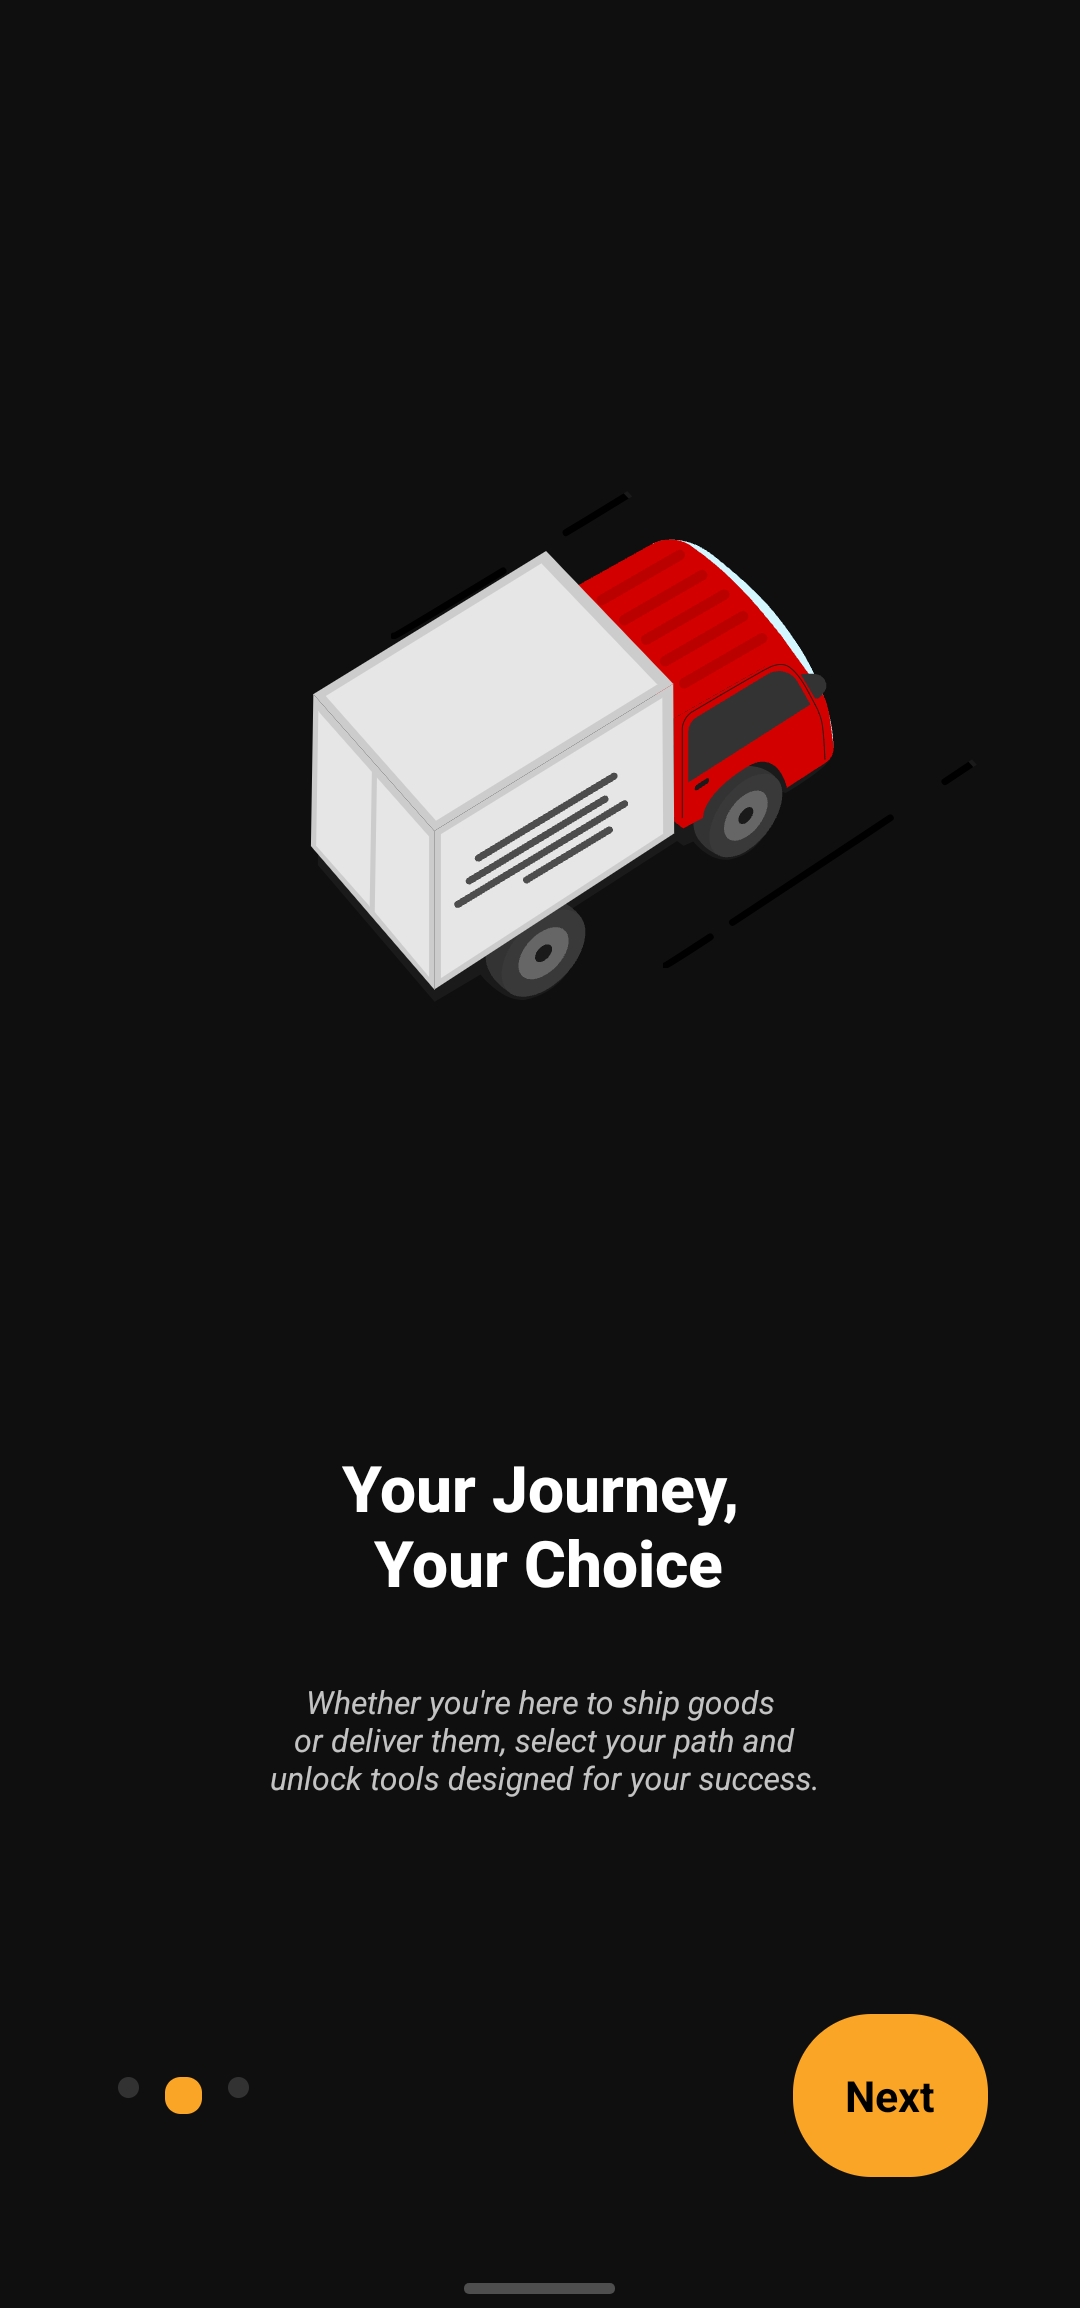 Your Journey,
Your Choice
Whether you're here to ship goods
or deliver them, select your path and
unlock tools designed for your success.
Next